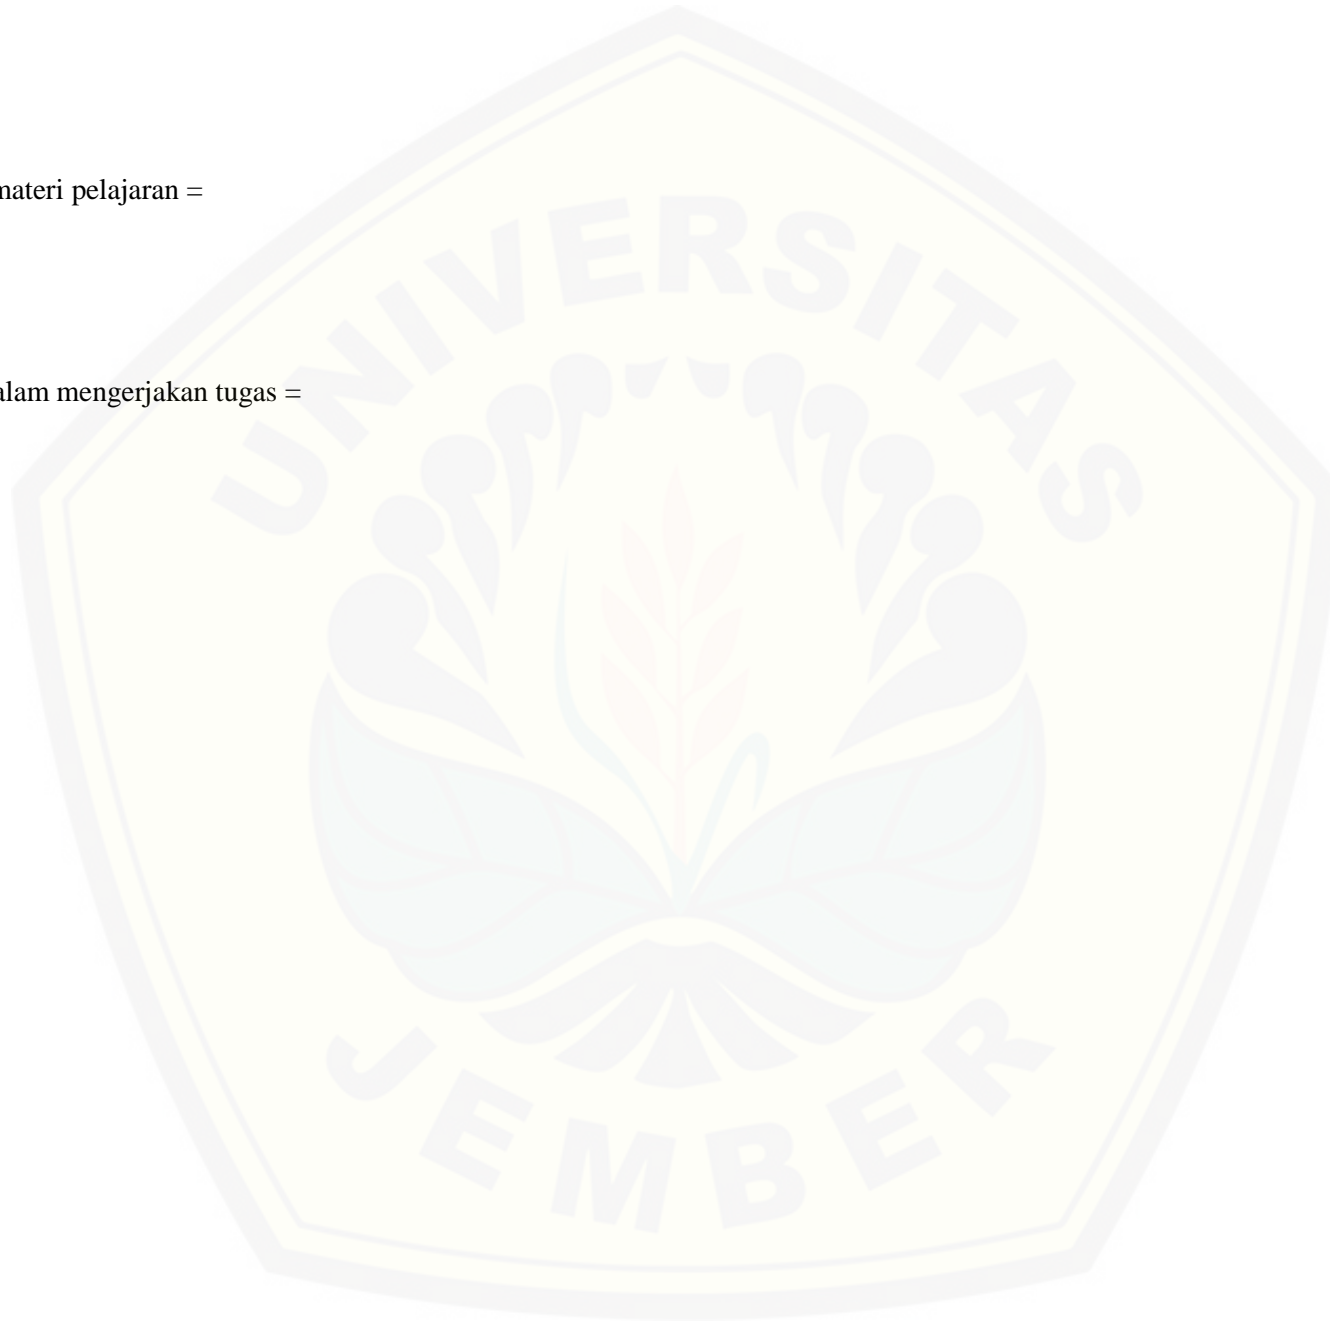 materi pelajaran =
alam mengerjakan tugas =
UNIVERSITAS
JEMBER